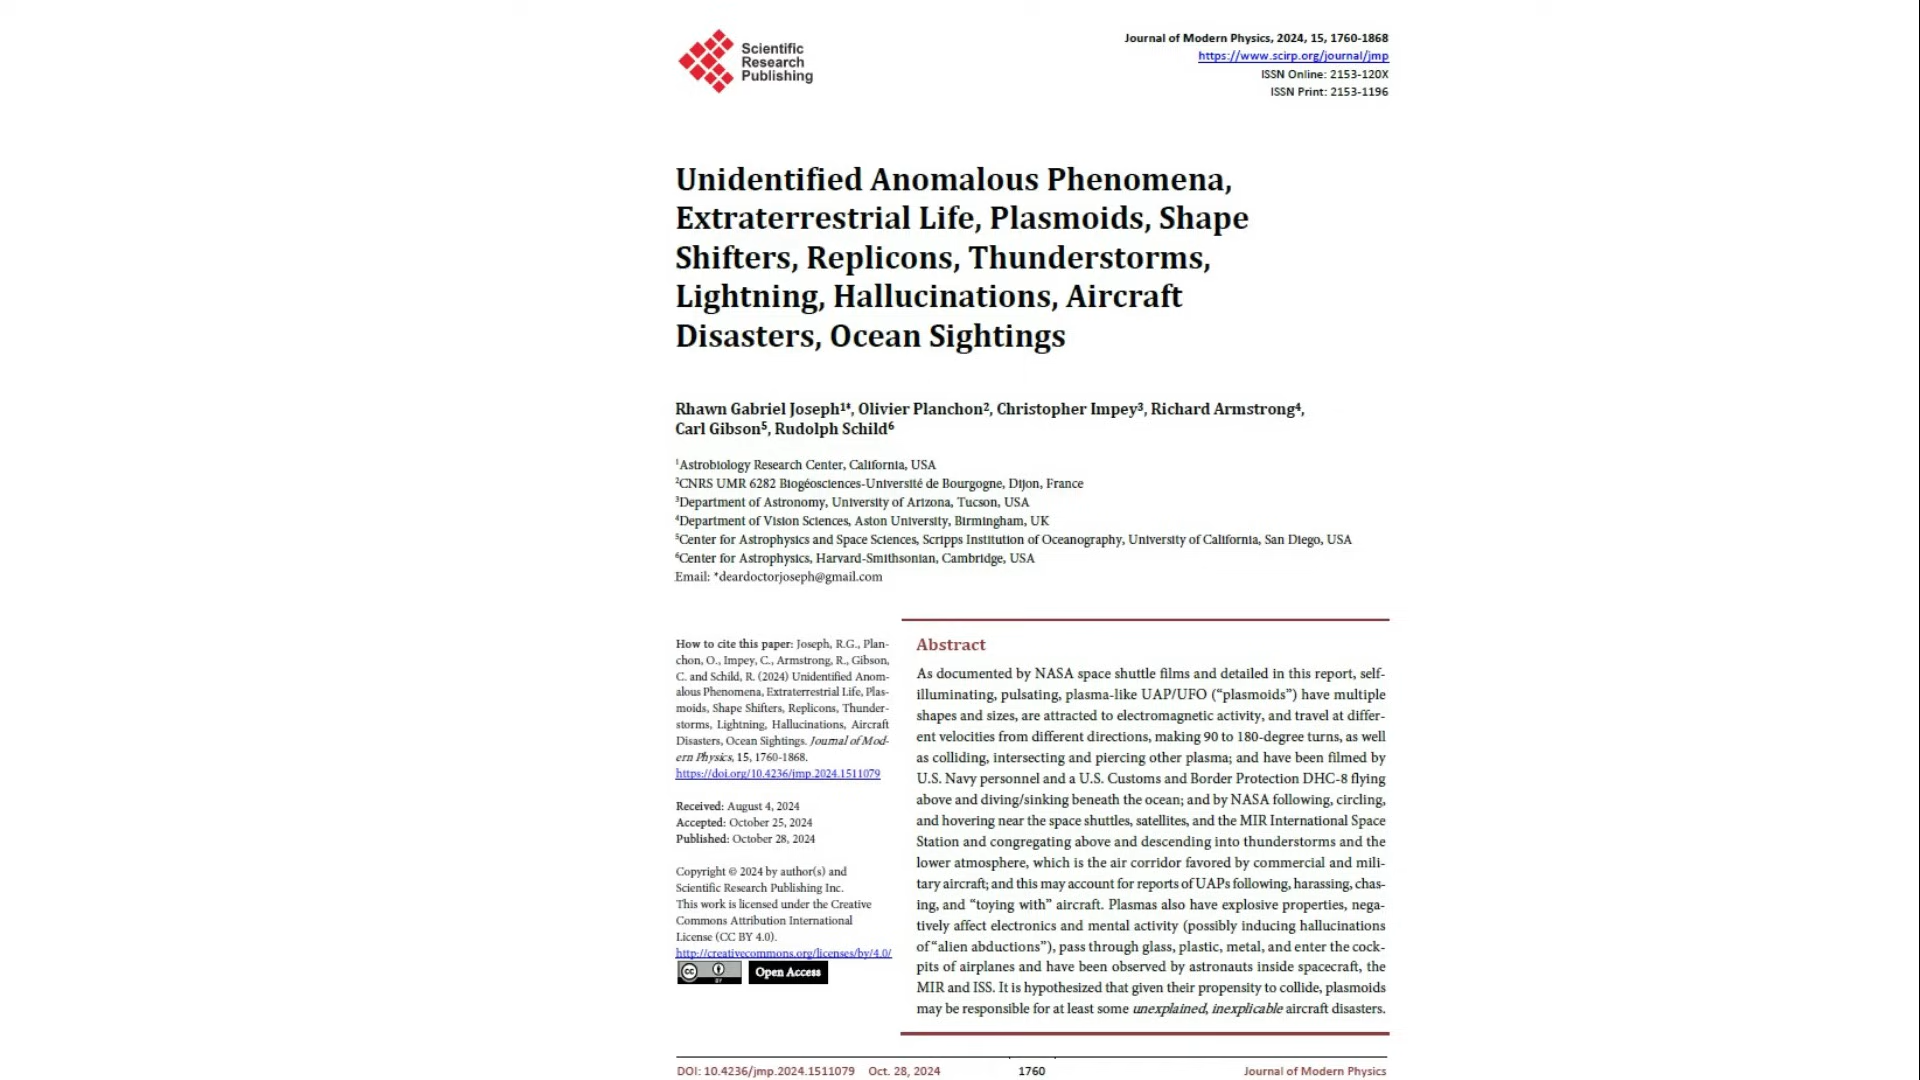 Scientific
Research
Publishing
Journal of Modern Physics, 2024, 15, 1760-1868
https://www.scirp.org/journal/jmp
ISSN Online: 2153-120X
ISSN Print: 2153-1196
Unidentified Anomalous Phenomena,
Extraterrestrial Life, Plasmoids, Shape
Shifters, Replicons, Thunderstorms,
Lightning, Hallucinations, Aircraft
Disasters, Ocean Sightings
Rhawn Gabriel Joseph1*, Olivier Planchon2, Christopher Impey3, Richard Armstrong4,
Carl Gibson5, Rudolph Schild6
1Astrobiology Research Center, California, USA
2CNRS UMR 6282 Biogéosciences-Université de Bourgogne, Dijon, France
3Department of Astronomy, University of Arizona, Tucson, USA
4Department of Vision Sciences, Aston University, Birmingham, UK
5Center for Astrophysics and Space Sciences, Scripps Institution of Oceanography, University of California, San Diego, USA
6Center for Astrophysics, Harvard-Smithsonian, Cambridge, USA
Email: *deardoctorjoseph@gmail.com
How to cite this paper: Joseph, R.G., Plan-
chon, O., Impey, C., Armstrong, R., Gibson,
C. and Schild, R. (2024) Unidentified Anom-
alous Phenomena, Extraterrestrial Life, Plas-
moids, Shape Shifters, Replicons, Thunder-
storms, Lightning, Hallucinations, Aircraft
Disasters, Ocean Sightings. Journal of Mod-
ern Physics, 15, 1760-1868.
https://doi.org/10.4236/jmp.2024.1511079
Received: August 4, 2024
Accepted: October 25, 2024
Published: October 28, 2024
Copyright © 2024 by author(s) and
Scientific Research Publishing Inc.
This work is licensed under the Creative
Commons Attribution International
License (CC BY 4.0).
http://creativecommons.org/licenses/by/4.0/
cc BY Open Access
Abstract
As documented by NASA space shuttle films and detailed in this report, self-
illuminating, pulsating, plasma-like UAP/UFO (“plasmoids”) have multiple
shapes and sizes, are attracted to electromagnetic activity, and travel at differ-
ent velocities from different directions, making 90 to 180-degree turns, as well
as colliding, intersecting and piercing other plasma; and have been filmed by
U.S. Navy personnel and a U.S. Customs and Border Protection DHC-8 flying
above and diving/sinking beneath the ocean; and by NASA following, circling,
and hovering near the space shuttles, satellites, and the MIR International Space
Station and congregating above and descending into thunderstorms and the
lower atmosphere, which is the air corridor favored by commercial and mili-
tary aircraft; and this may account for reports of UAPs following, harassing, chas-
ing, and “toying with” aircraft. Plasmas also have explosive properties, nega-
tively affect electronics and mental activity (possibly inducing hallucinations
of “alien abductions”), pass through glass, plastic, metal, and enter the cock-
pits of airplanes and have been observed by astronauts inside spacecraft, the
MIR and ISS. It is hypothesized that given their propensity to collide, plasmoids
may be responsible for at least some unexplained, inexplicable aircraft disasters.
DOI: 10.4236/jmp.2024.1511079 Oct. 28, 2024 1760 Journal of Modern Physics